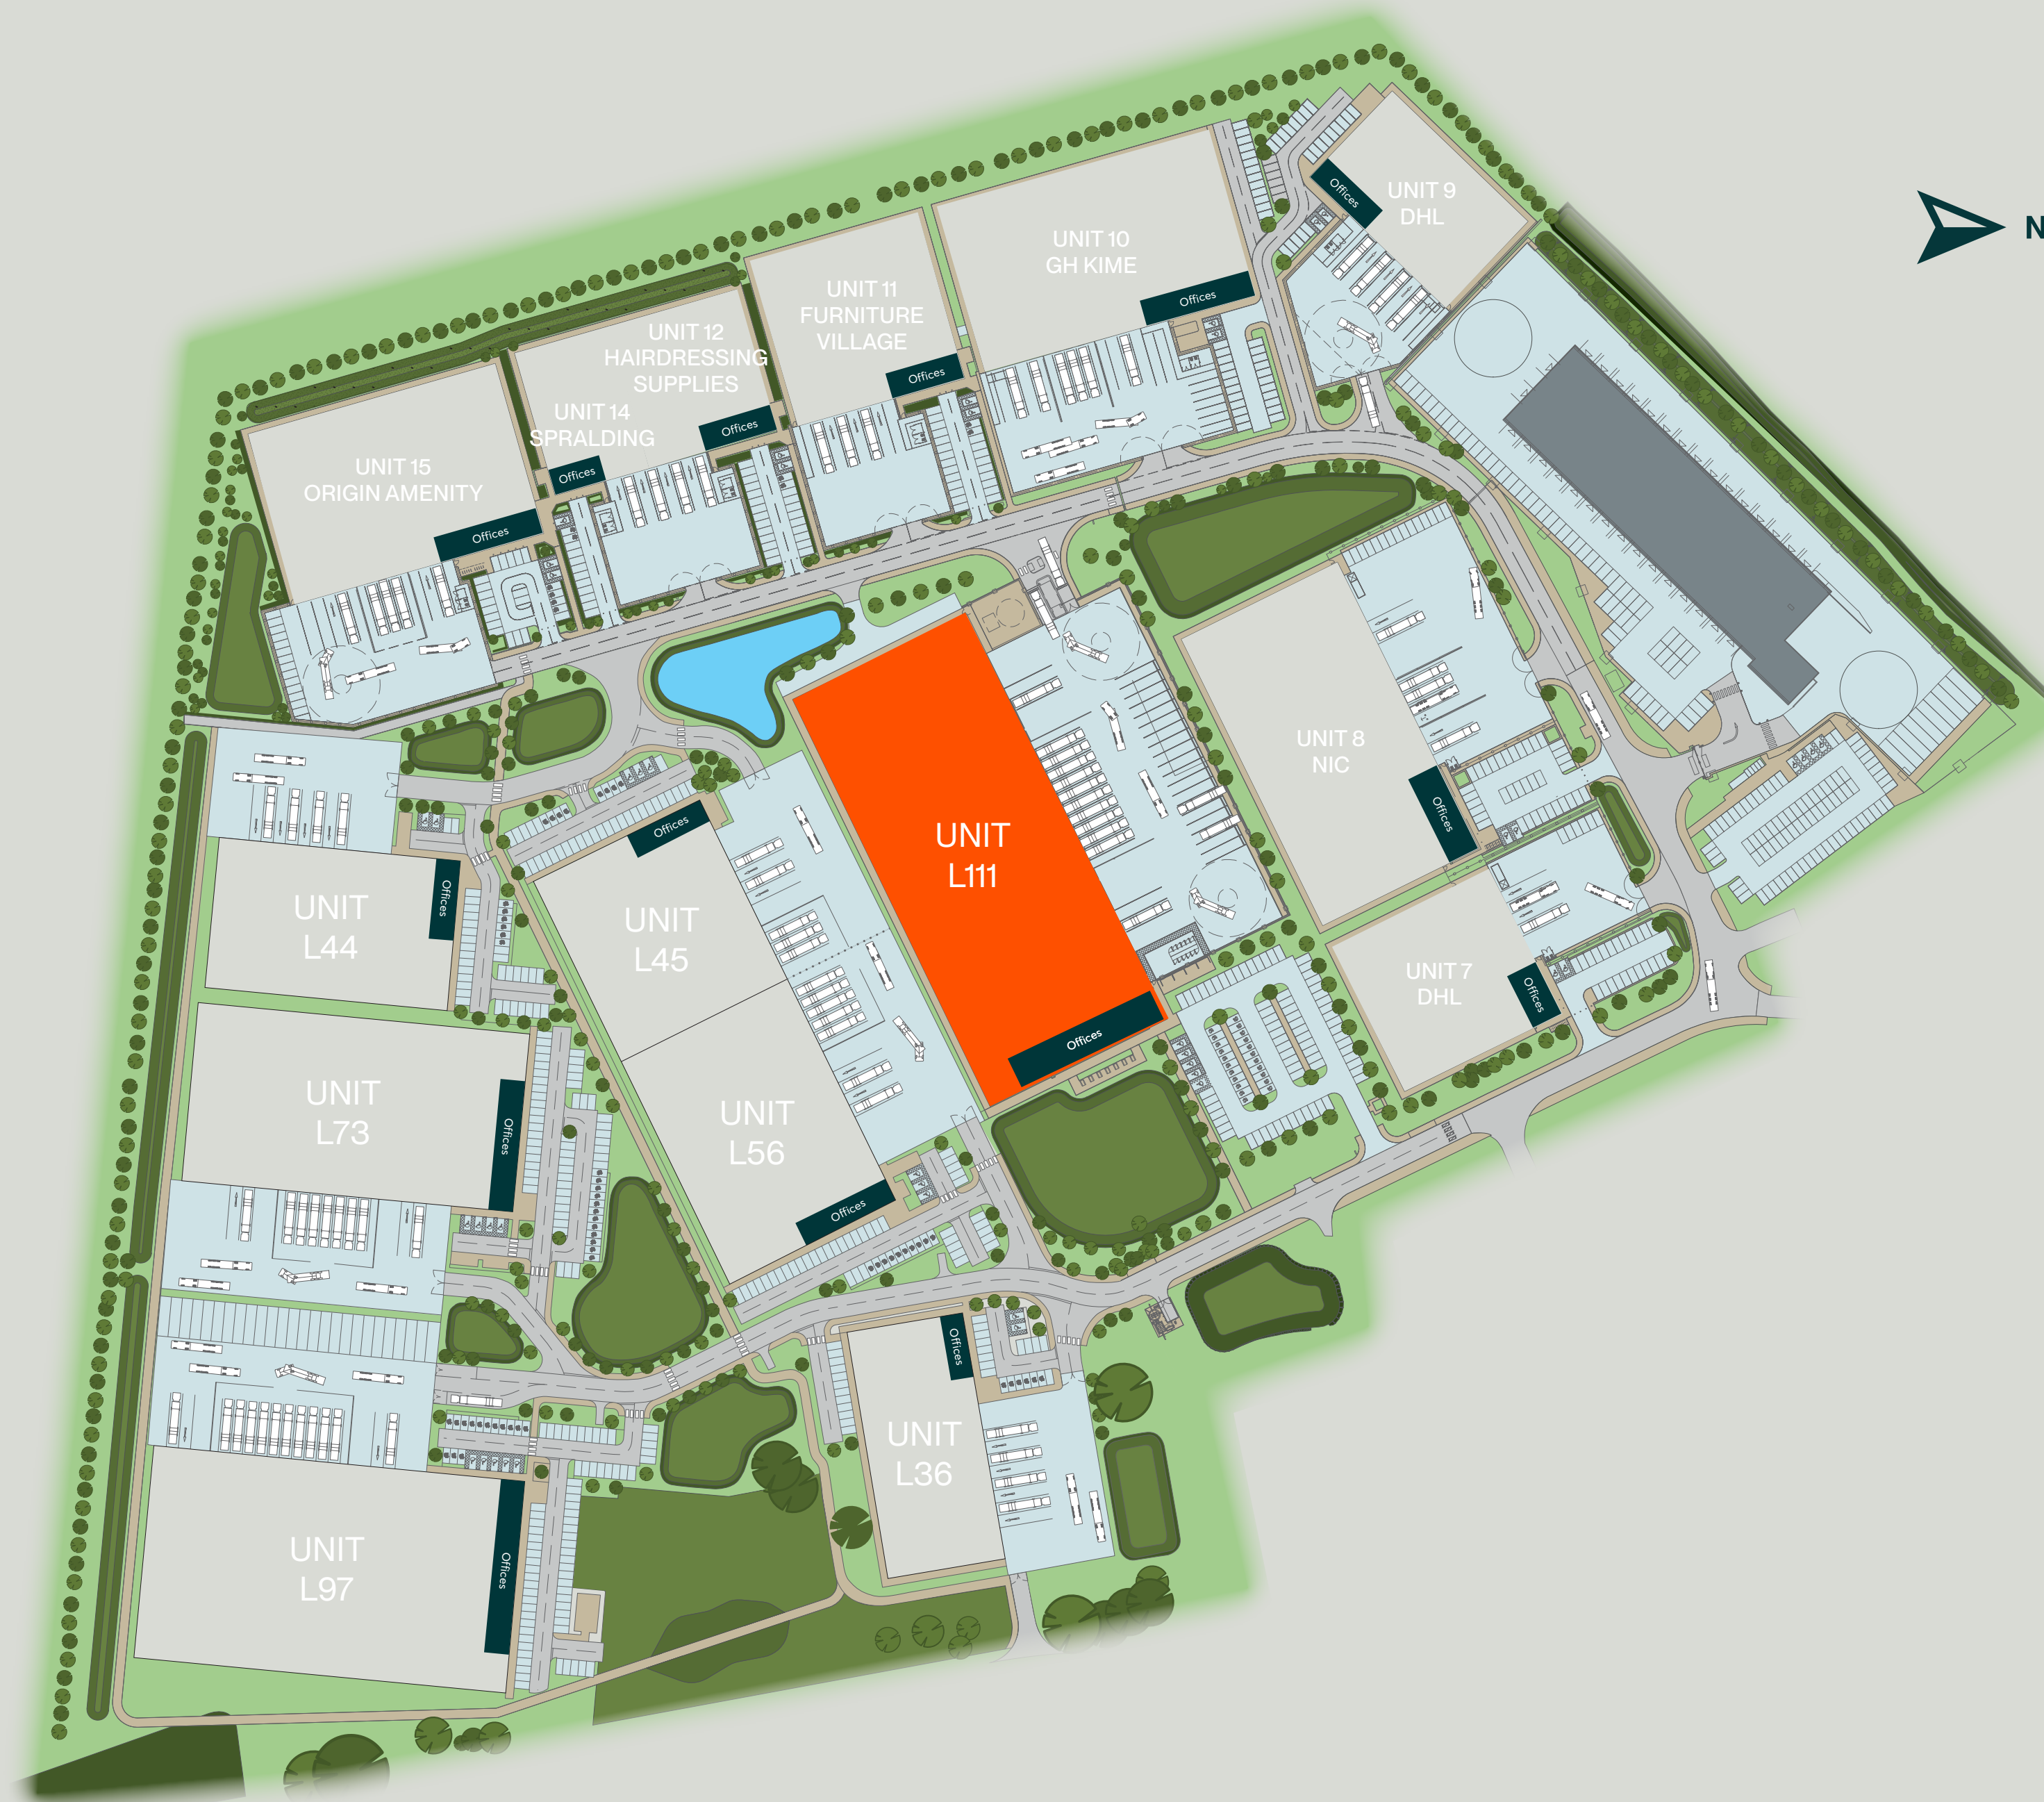 UNIT 9
DHL
Offices
N
UNIT 10
GH KIME
Offices
UNIT 11
FURNITURE
VILLAGE
Offices
UNIT 12
HAIRDRESSING
SUPPLIES
Offices
UNIT 14
SPRALDING
Offices
UNIT 15
ORIGIN AMENITY
Offices
UNIT 8
NIC
Offices
UNIT
L111
Offices
UNIT 7
DHL
Offices
UNIT
L44
Offices
UNIT
L45
Offices
UNIT
L56
Offices
UNIT
L73
Offices
UNIT
L36
Offices
UNIT
L97
Offices